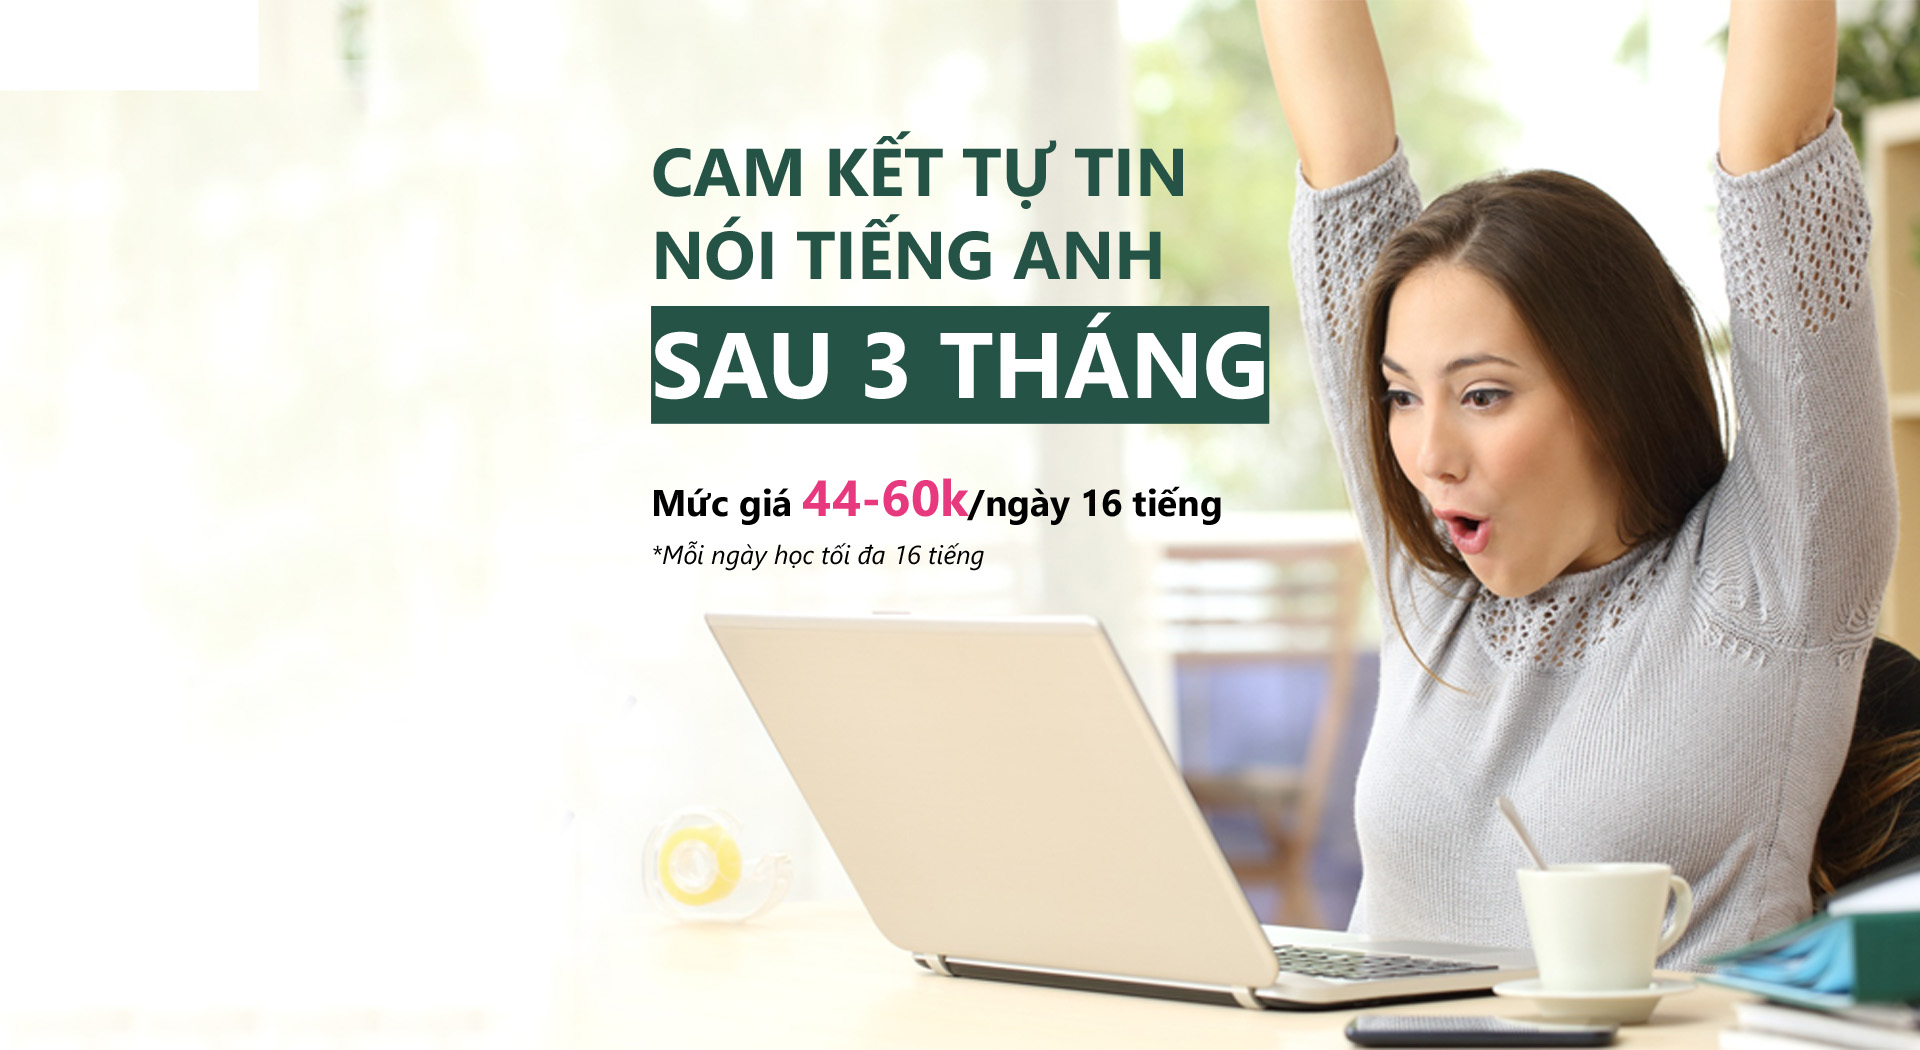 CAM KẾT TỰ TIN
NÓI TIẾNG ANH
SAU 3 THÁNG
Mức giá 44-60k/ngày 16 tiếng
*Mỗi ngày học tối đa 16 tiếng